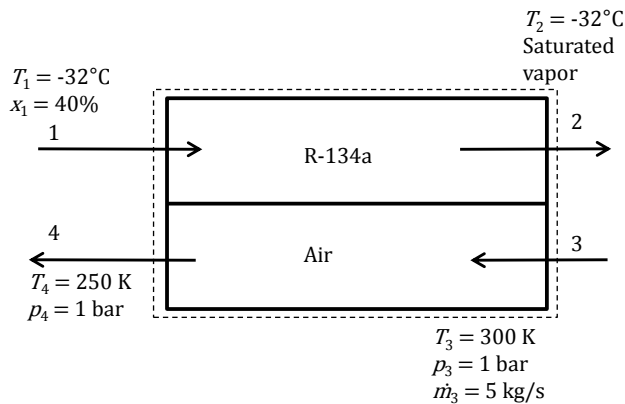 T₂ = -32°C
Saturated
vapor
T₁ = -32°C
x₁ = 40%
1
2
R-134a
4
3
Air
T₄ = 250 K
p₄ = 1 bar
T₃ = 300 K
p₃ = 1 bar
ṁ₃ = 5 kg/s